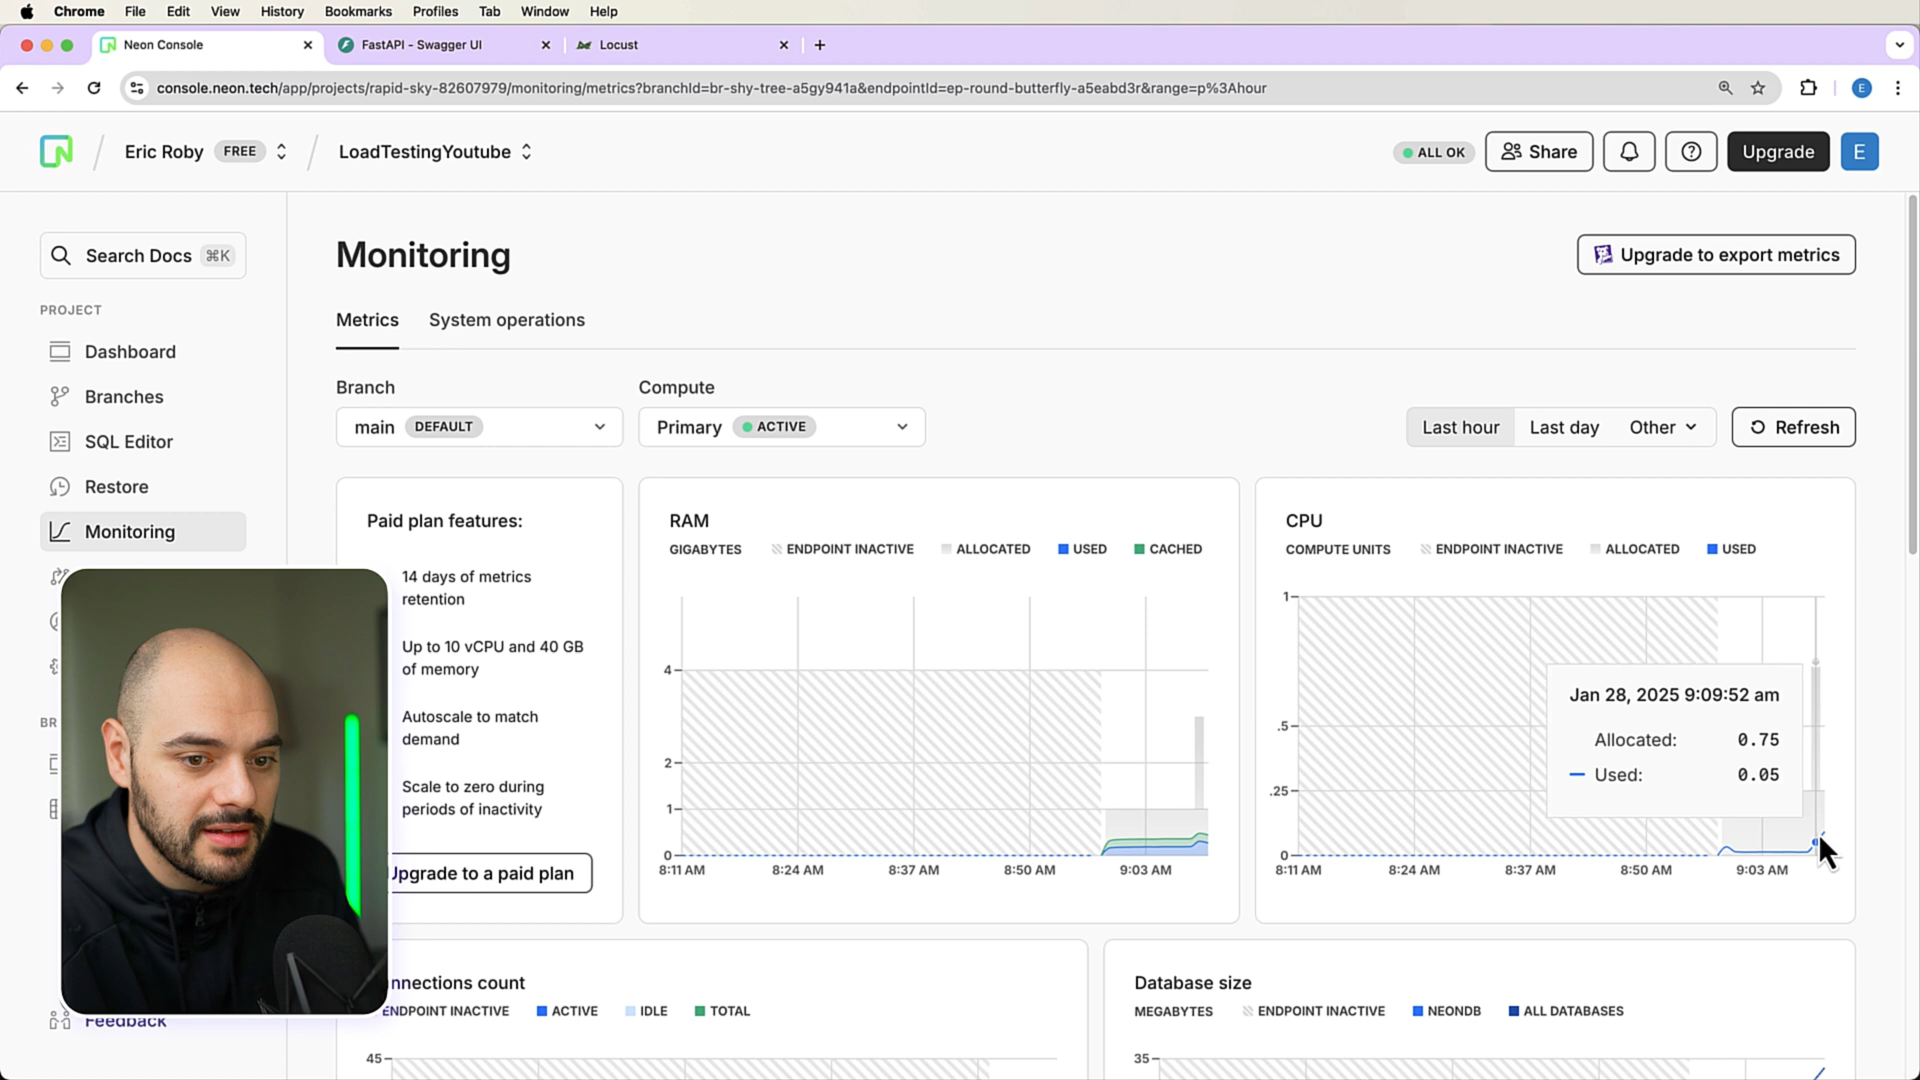 Chrome File Edit View History Bookmarks Profiles Tab Window Help
Neon Console
FastAPI - Swagger UI
Locust
console.neon.tech/app/projects/rapid-sky-82607979/monitoring/metrics?branchId=br-shy-tree-a5gy941a&endpointId=ep-round-butterfly-a5eabd3r&range=p%3Ahour
E
Eric Roby FREE
LoadTestingYoutube
ALL OK
Share
Upgrade
E
Search Docs ⌘K
PROJECT
Dashboard
Branches
SQL Editor
Restore
Monitoring
BR
Feedback
Monitoring
Upgrade to export metrics
Metrics
System operations
Branch
Compute
main DEFAULT
Primary ACTIVE
Last hour
Last day
Other
Refresh
Paid plan features:
14 days of metrics
retention
Up to 10 vCPU and 40 GB
of memory
Autoscale to match
demand
Scale to zero during
periods of inactivity
Upgrade to a paid plan
RAM
GIGABYTES ENDPOINT INACTIVE ALLOCATED USED CACHED
4
2
1
0
8:11 AM 8:24 AM 8:37 AM 8:50 AM 9:03 AM
CPU
COMPUTE UNITS ENDPOINT INACTIVE ALLOCATED USED
1
.5
.25
0
8:11 AM 8:24 AM 8:37 AM 8:50 AM 9:03 AM
Jan 28, 2025 9:09:52 am
Allocated: 0.75
Used: 0.05
nnections count
ENDPOINT INACTIVE ACTIVE IDLE TOTAL
45
Database size
MEGABYTES ENDPOINT INACTIVE NEONDB ALL DATABASES
35